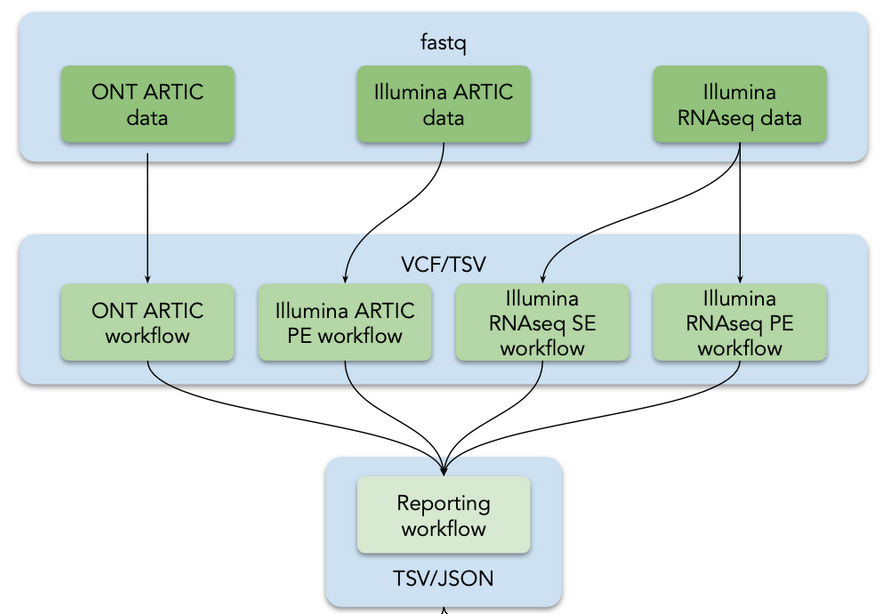 fastq
ONT ARTIC
data
Illumina ARTIC
data
Illumina
RNAseq data
VCF/TSV
ONT ARTIC
workflow
Illumina ARTIC
PE workflow
Illumina
RNAseq SE
workflow
Illumina
RNAseq PE
workflow
Reporting
workflow
TSV/JSON